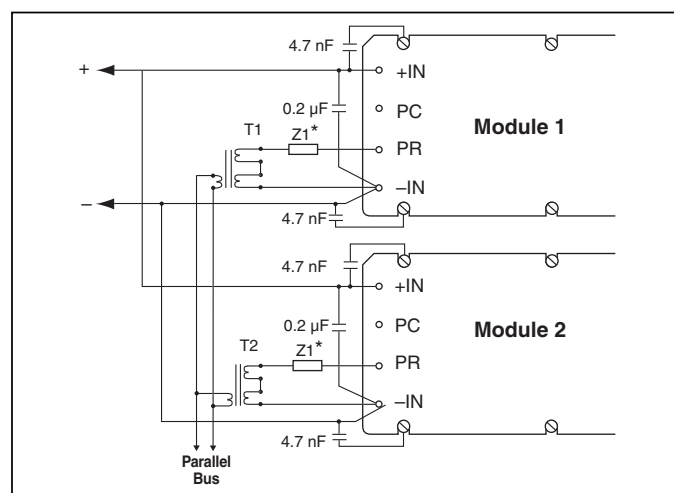 4.7 nF
+
+IN
0.2 µF
PC
Module 1
T1
Z1*
PR
–
–IN
4.7 nF
4.7 nF
+IN
0.2 µF
PC
Module 2
T2
Z1*
PR
–IN
4.7 nF
Parallel
Bus